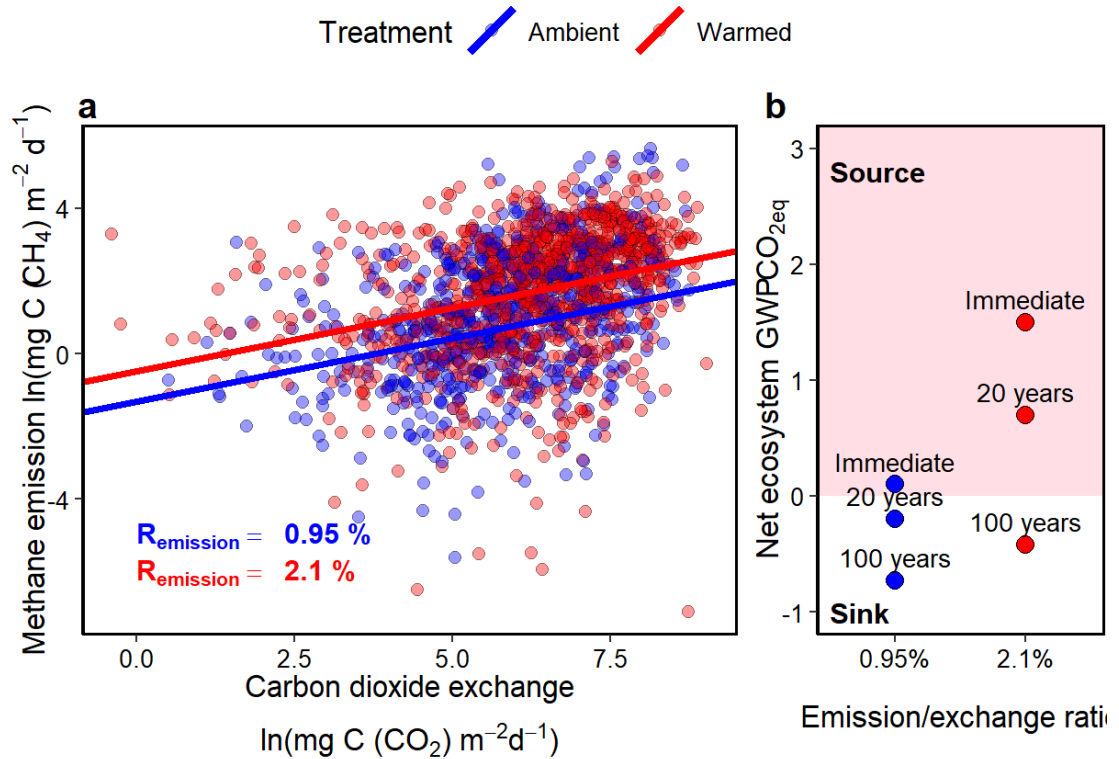 Treatment Ambient Warmed
a
Methane emission ln(mg C (CH₄) m⁻² d⁻¹)
4
0
-4
R_emission = 0.95 %
R_emission = 2.1 %
0.0 2.5 5.0 7.5
Carbon dioxide exchange
ln(mg C (CO₂) m⁻²d⁻¹)
b
Net ecosystem GWPCO₂eq
3
2
1
0
-1
Source
Immediate
20 years
Immediate
20 years
100 years
100 years
Sink
0.95% 2.1%
Emission/exchange ratio